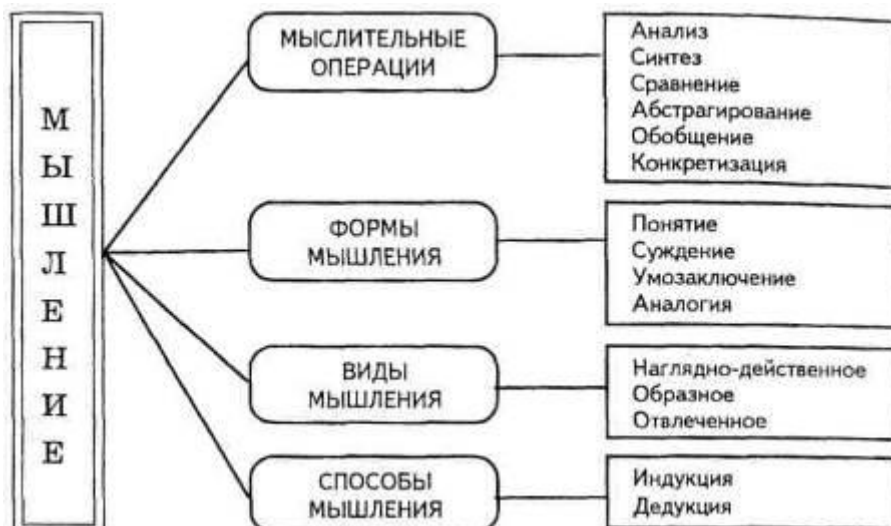 МЫШЛЕНИЕ
МЫСЛИТЕЛЬНЫЕ
ОПЕРАЦИИ
Анализ
Синтез
Сравнение
Абстрагирование
Обобщение
Конкретизация
ФОРМЫ
МЫШЛЕНИЯ
Понятие
Суждение
Умозаключение
Аналогия
ВИДЫ
МЫШЛЕНИЯ
Наглядно-действенное
Образное
Отвлеченное
СПОСОБЫ
МЫШЛЕНИЯ
Индукция
Дедукция